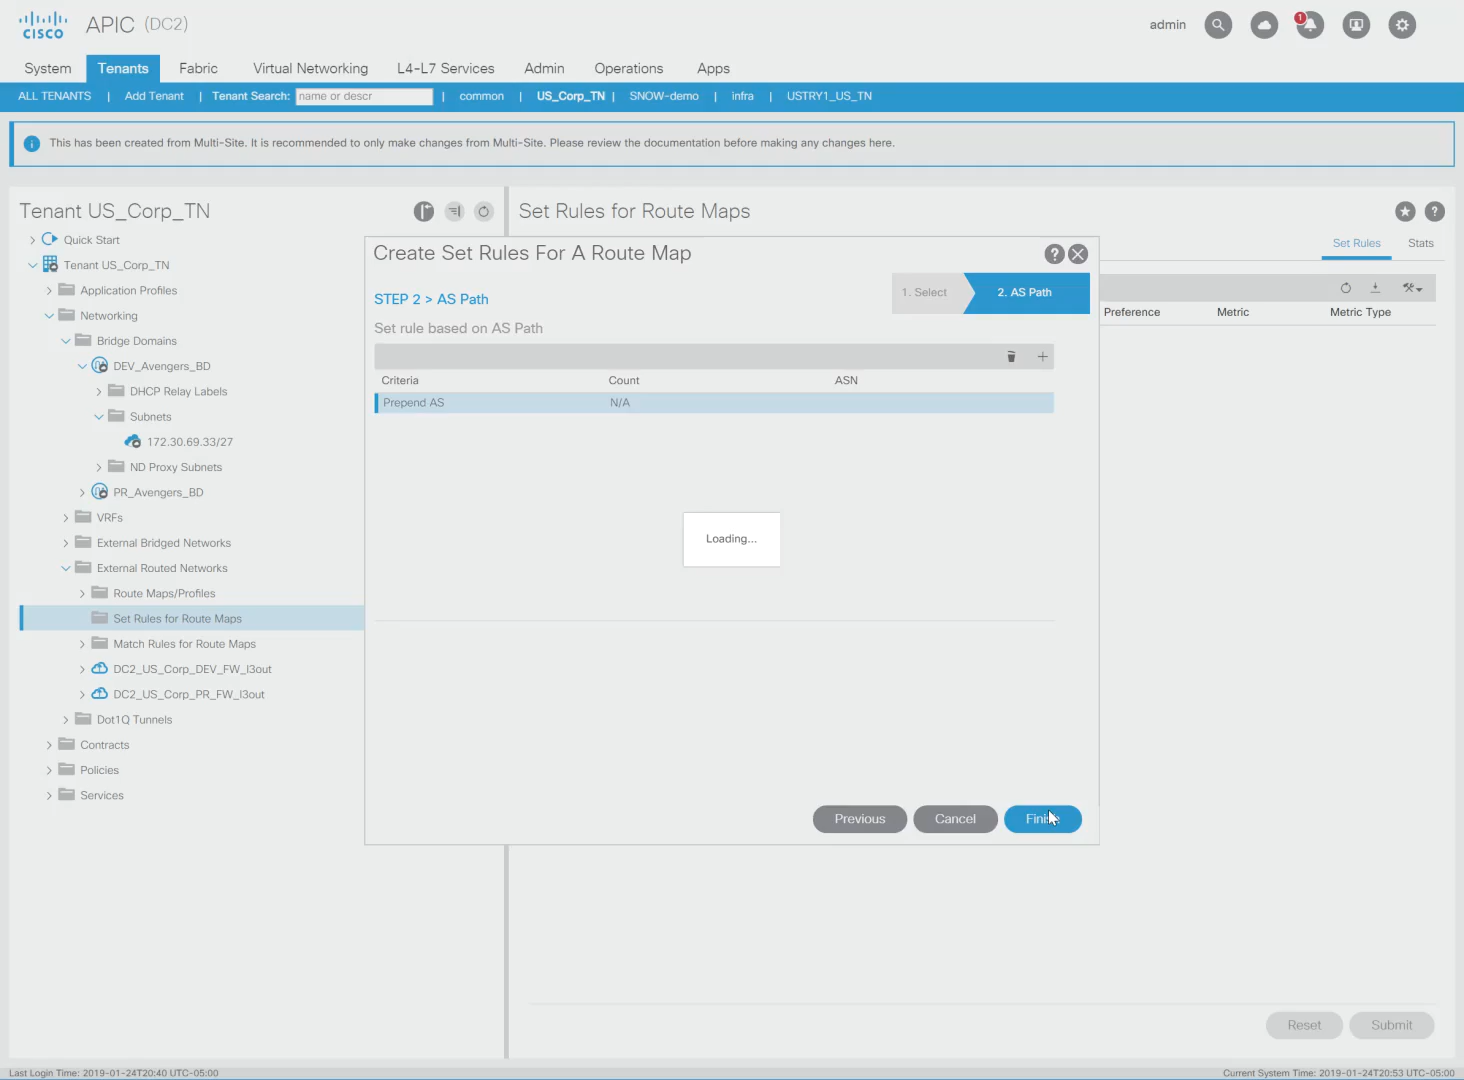 cisco
APIC (DC2)
admin
1
System
Tenants
Fabric
Virtual Networking
L4-L7 Services
Admin
Operations
Apps
ALL TENANTS | Add Tenant | Tenant Search: name or descr | common | US_Corp_TN | SNOW-demo | infra | USTRY1_US_TN
This has been created from Multi-Site. It is recommended to only make changes from Multi-Site. Please review the documentation before making any changes here.
Tenant US_Corp_TN
Quick Start
Tenant US_Corp_TN
Application Profiles
Networking
Bridge Domains
DEV_Avengers_BD
DHCP Relay Labels
Subnets
172.30.69.33/27
ND Proxy Subnets
PR_Avengers_BD
VRFs
External Bridged Networks
External Routed Networks
Route Maps/Profiles
Set Rules for Route Maps
Match Rules for Route Maps
DC2_US_Corp_DEV_FW_l3out
DC2_US_Corp_PR_FW_l3out
Dot1Q Tunnels
Contracts
Policies
Services
Set Rules for Route Maps
Set Rules
Stats
Preference
Metric
Metric Type
Create Set Rules For A Route Map
STEP 2 > AS Path
1. Select
2. AS Path
Set rule based on AS Path
Criteria
Count
ASN
Prepend AS
N/A
Loading...
Previous
Cancel
Reset
Submit
Last Login Time: 2019-01-24T20:40 UTC-05:00
Current System Time: 2019-01-24T20:53 UTC-05:00